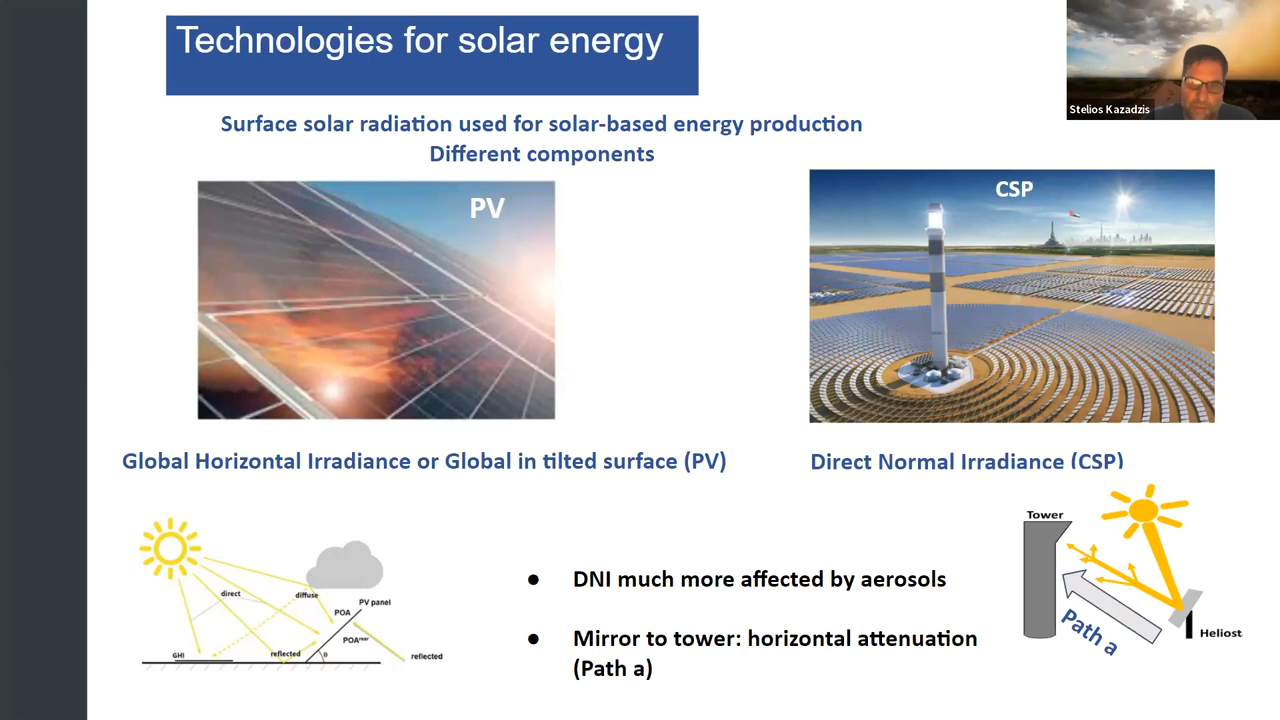 Technologies for solar energy
Stelios Kazadzis
Surface solar radiation used for solar-based energy production
Different components
PV
CSP
Global Horizontal Irradiance or Global in tilted surface (PV)
Direct Normal Irradiance (CSP)
direct
diffuse
PV panel
POA
POArear
GHI
reflected
θ
reflected
● DNI much more affected by aerosols
● Mirror to tower: horizontal attenuation
(Path a)
Tower
Path a
Heliost